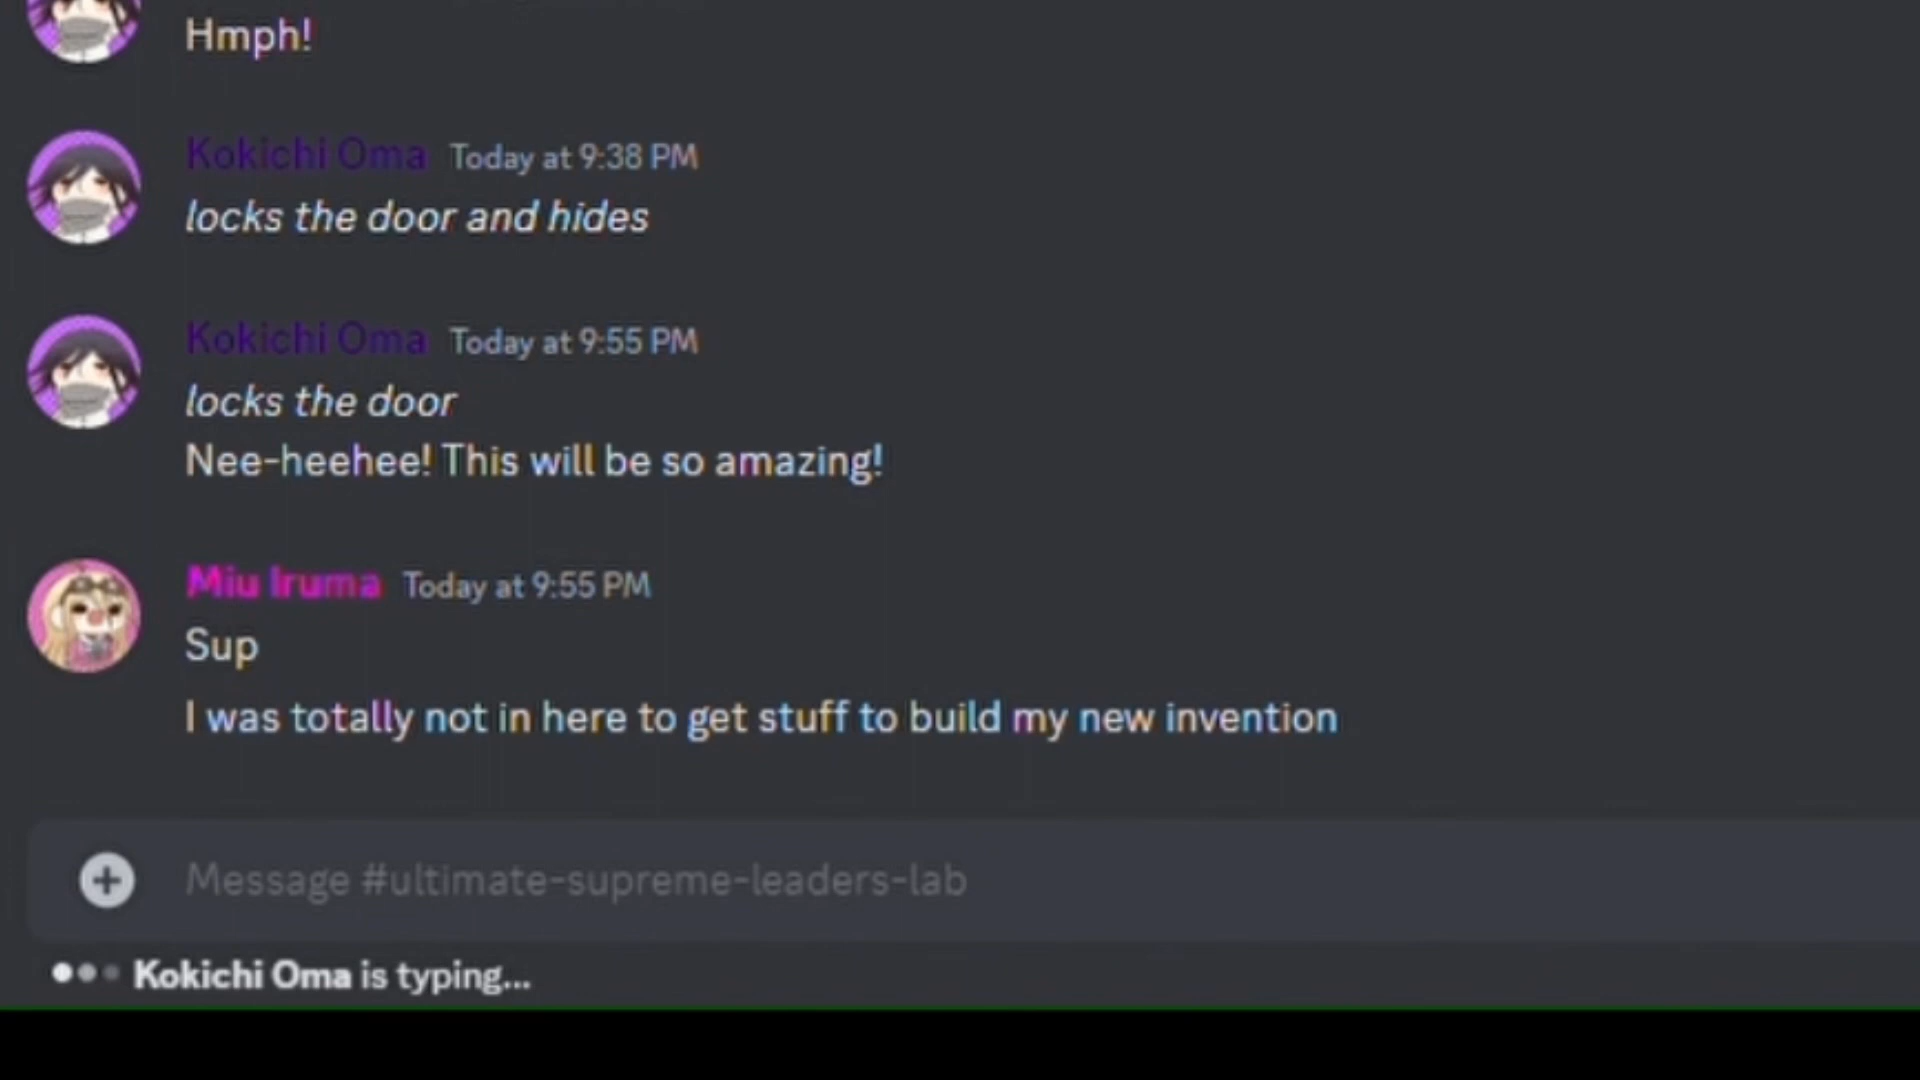 Hmph!
Kokichi Oma Today at 9:38 PM
locks the door and hides
Kokichi Oma Today at 9:55 PM
locks the door
Nee-heehee! This will be so amazing!
Miu Iruma Today at 9:55 PM
Sup
I was totally not in here to get stuff to build my new invention
Message #ultimate-supreme-leaders-lab
Kokichi Oma is typing...